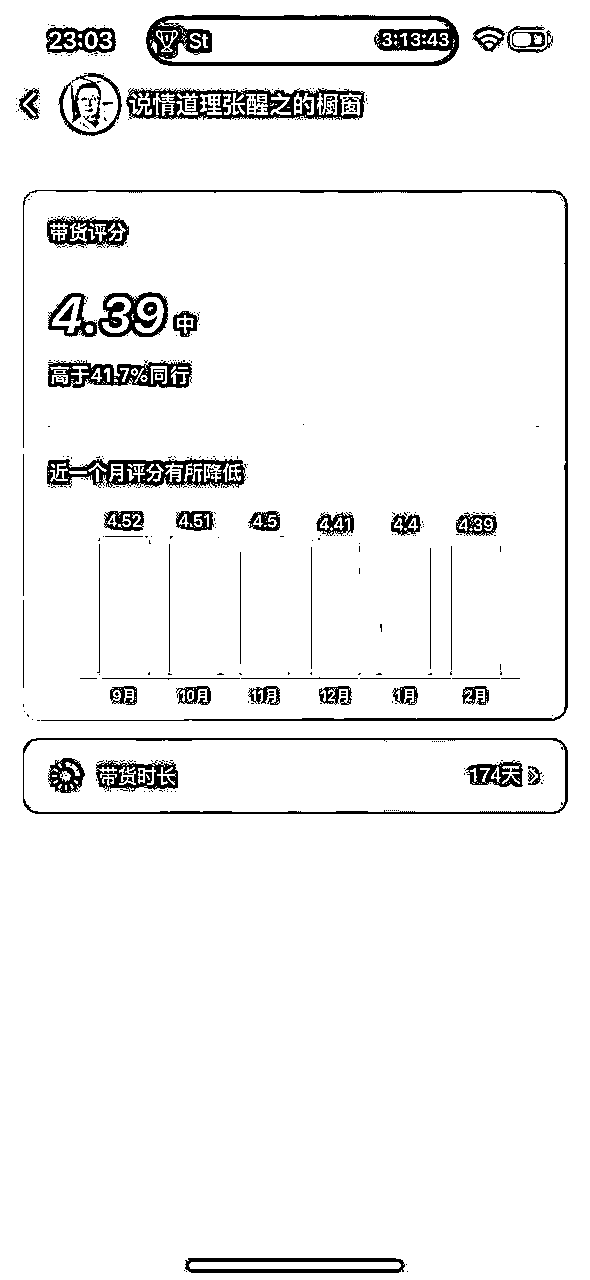 23:03
St
3:13:43
说情道理张醒之的橱窗
带货评分
4.39 中
高于41.7%同行
近一个月评分有所降低
4.52 4.51 4.5 4.41 4.4 4.39
9月 10月 11月 12月 1月 2月
带货时长 174天